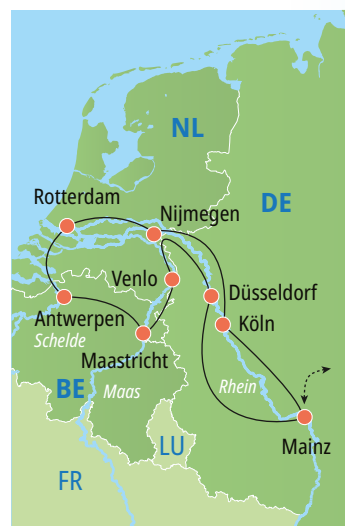 NL
Rotterdam
Nijmegen
DE
Venlo
Düsseldorf
Antwerpen
Köln
Schelde
Maastricht
BE
Maas
Rhein
LU
Mainz
FR